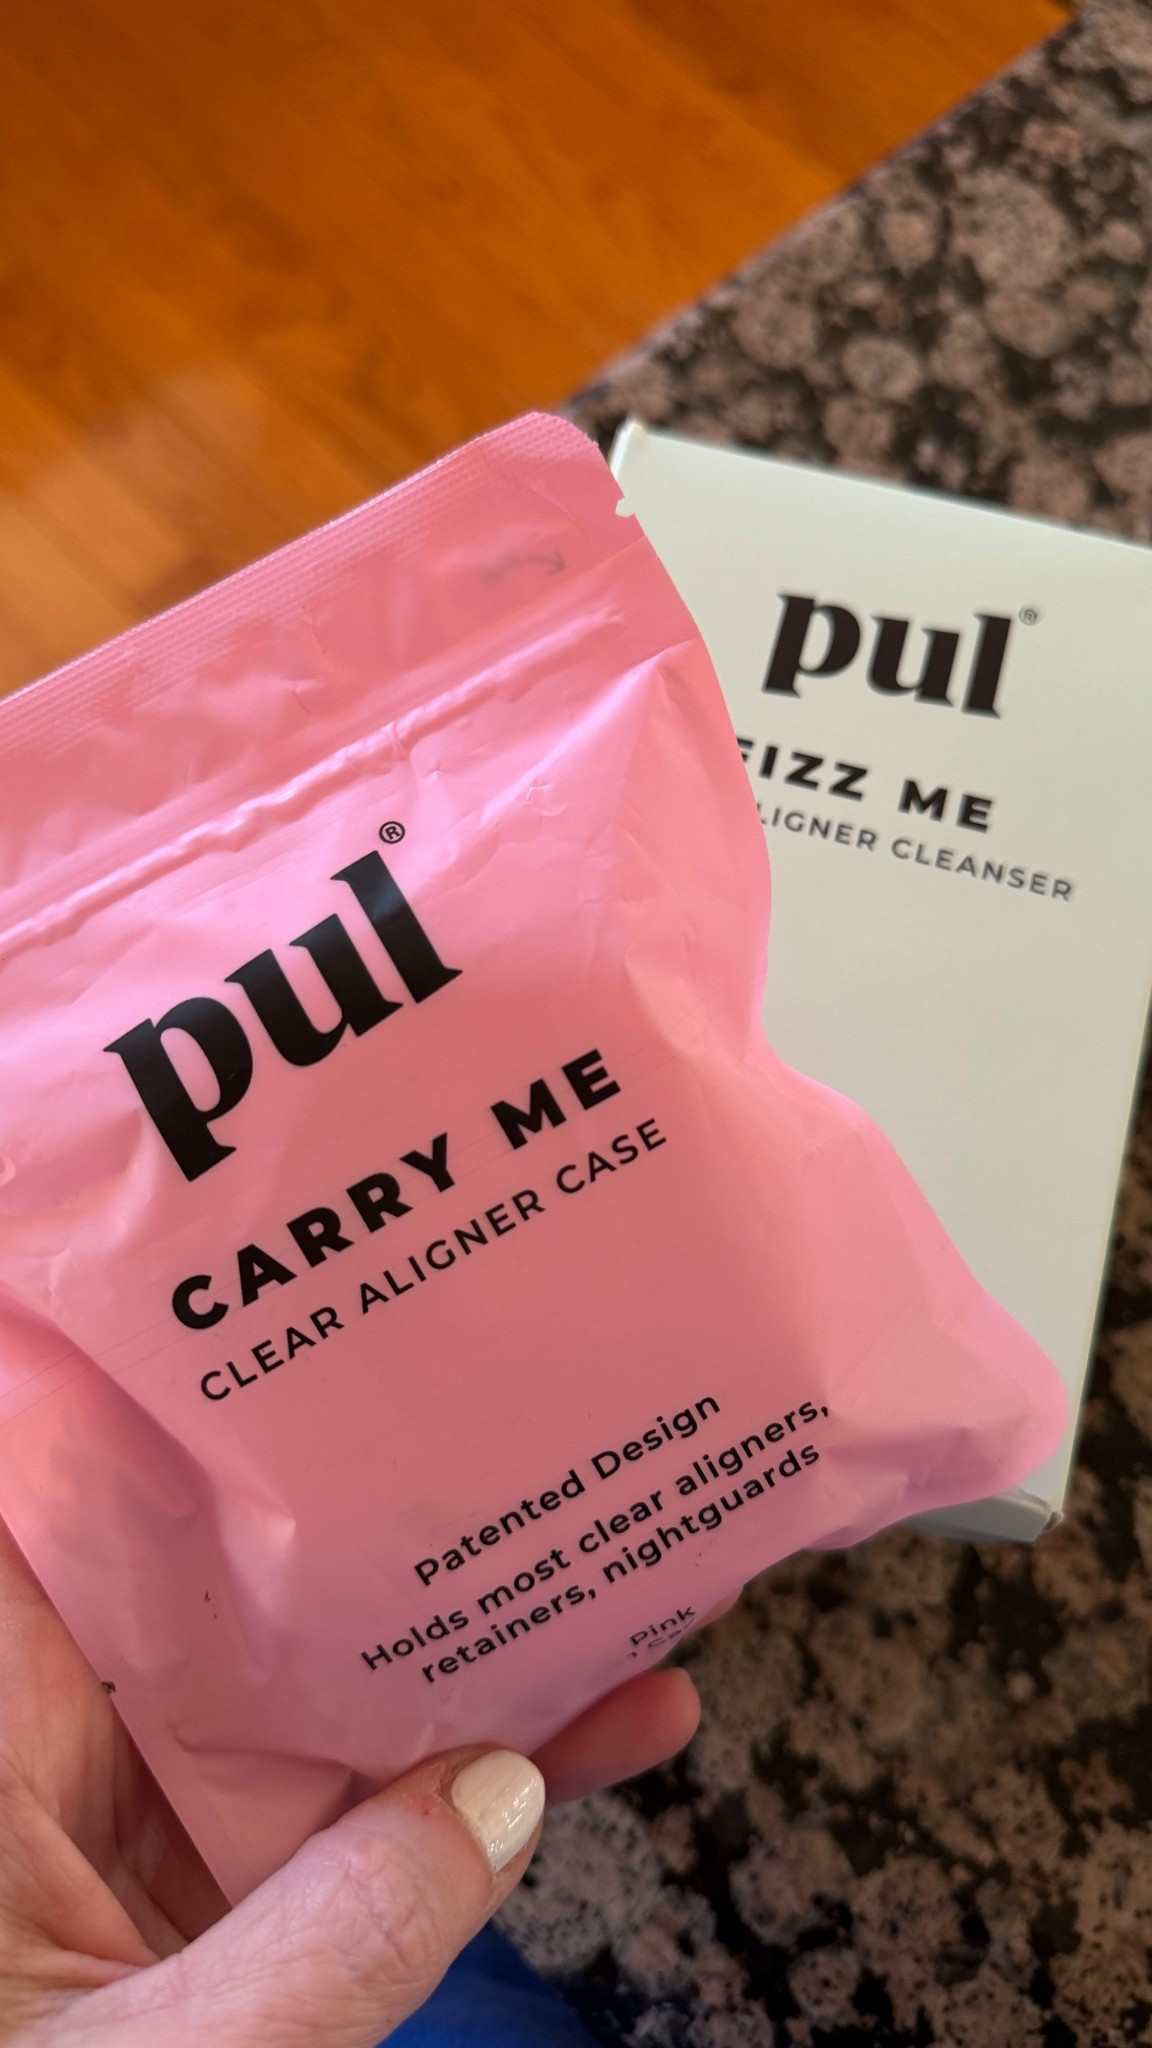 pul®
CARRY ME
CLEAR ALIGNER CASE
Patented Design
Holds most clear aligners,
retainers, nightguards
Pink
pul®
FIZZ ME
LIGNER CLEANSER